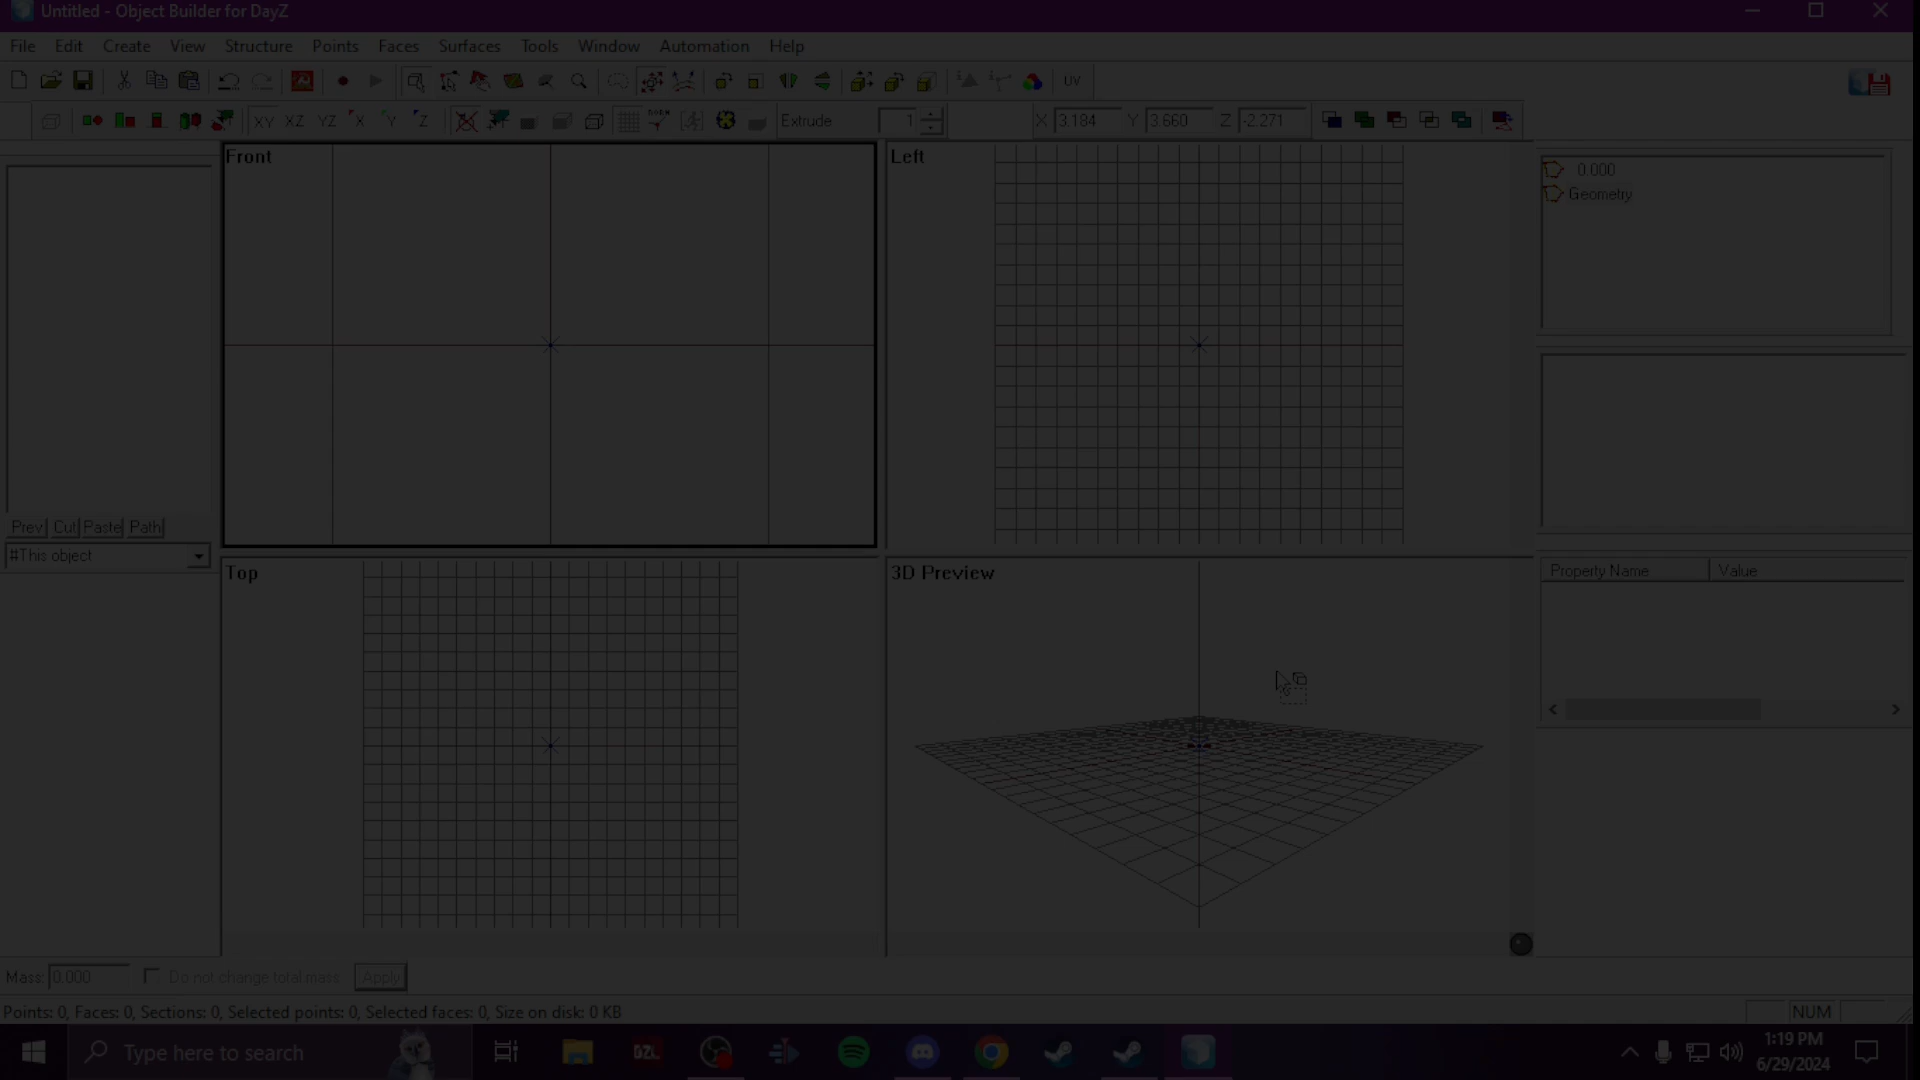 Untitled - Object Builder for DayZ
File Edit Create View Structure Points Faces Surfaces Tools Window Automation Help
UV
XY XZ YZ X Y Z Extrude 1 X 3.184 Y 3.660 Z -2.271
Front
Left
0.000
Geometry
Prev Cut Paste Path
#This object
Top
3D Preview
Property Name Value
Mass: 0.000 Do not change total mass Apply
Points: 0, Faces: 0, Sections: 0, Selected points: 0, Selected faces: 0, Size on disk: 0 KB
NUM
Type here to search
DZL
1:19 PM
6/29/2024